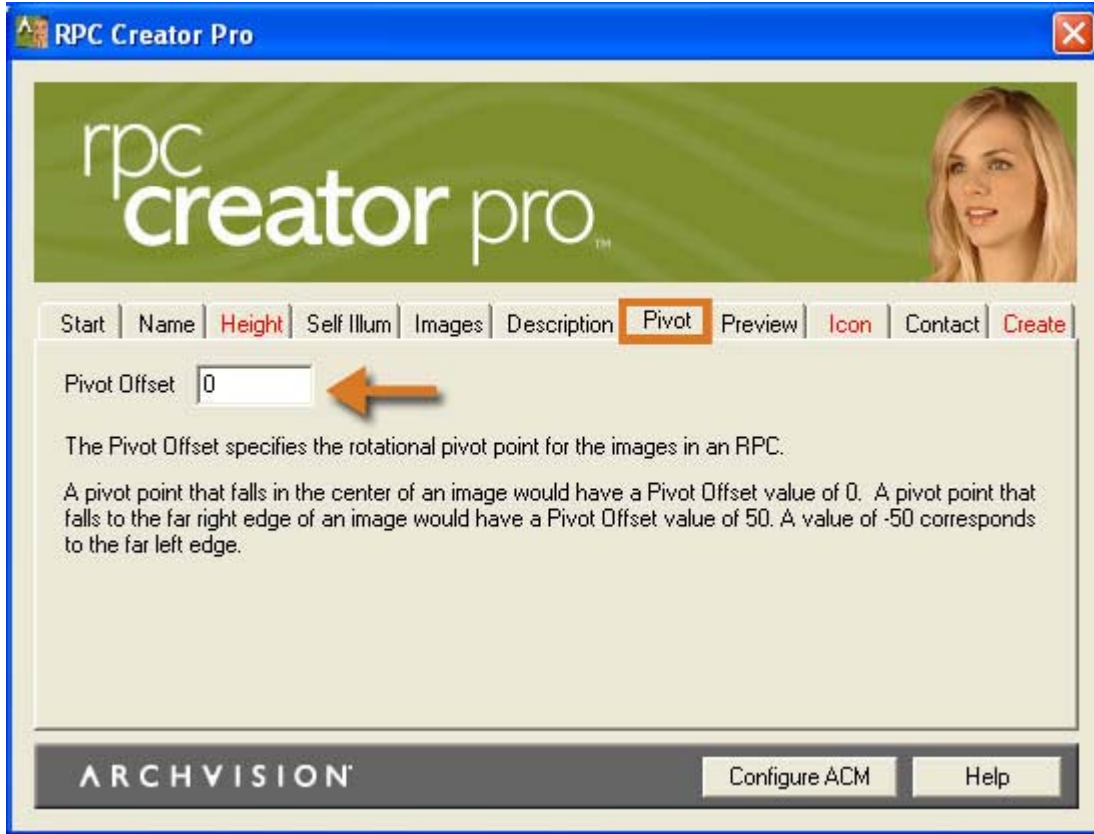 RPC Creator Pro
rpc
creator pro™
Start Name Height Self Illum Images Description Pivot Preview Icon Contact Create
Pivot Offset 0
The Pivot Offset specifies the rotational pivot point for the images in an RPC.
A pivot point that falls in the center of an image would have a Pivot Offset value of 0. A pivot point that
falls to the far right edge of an image would have a Pivot Offset value of 50. A value of -50 corresponds
to the far left edge.
ARCHVISION Configure ACM Help